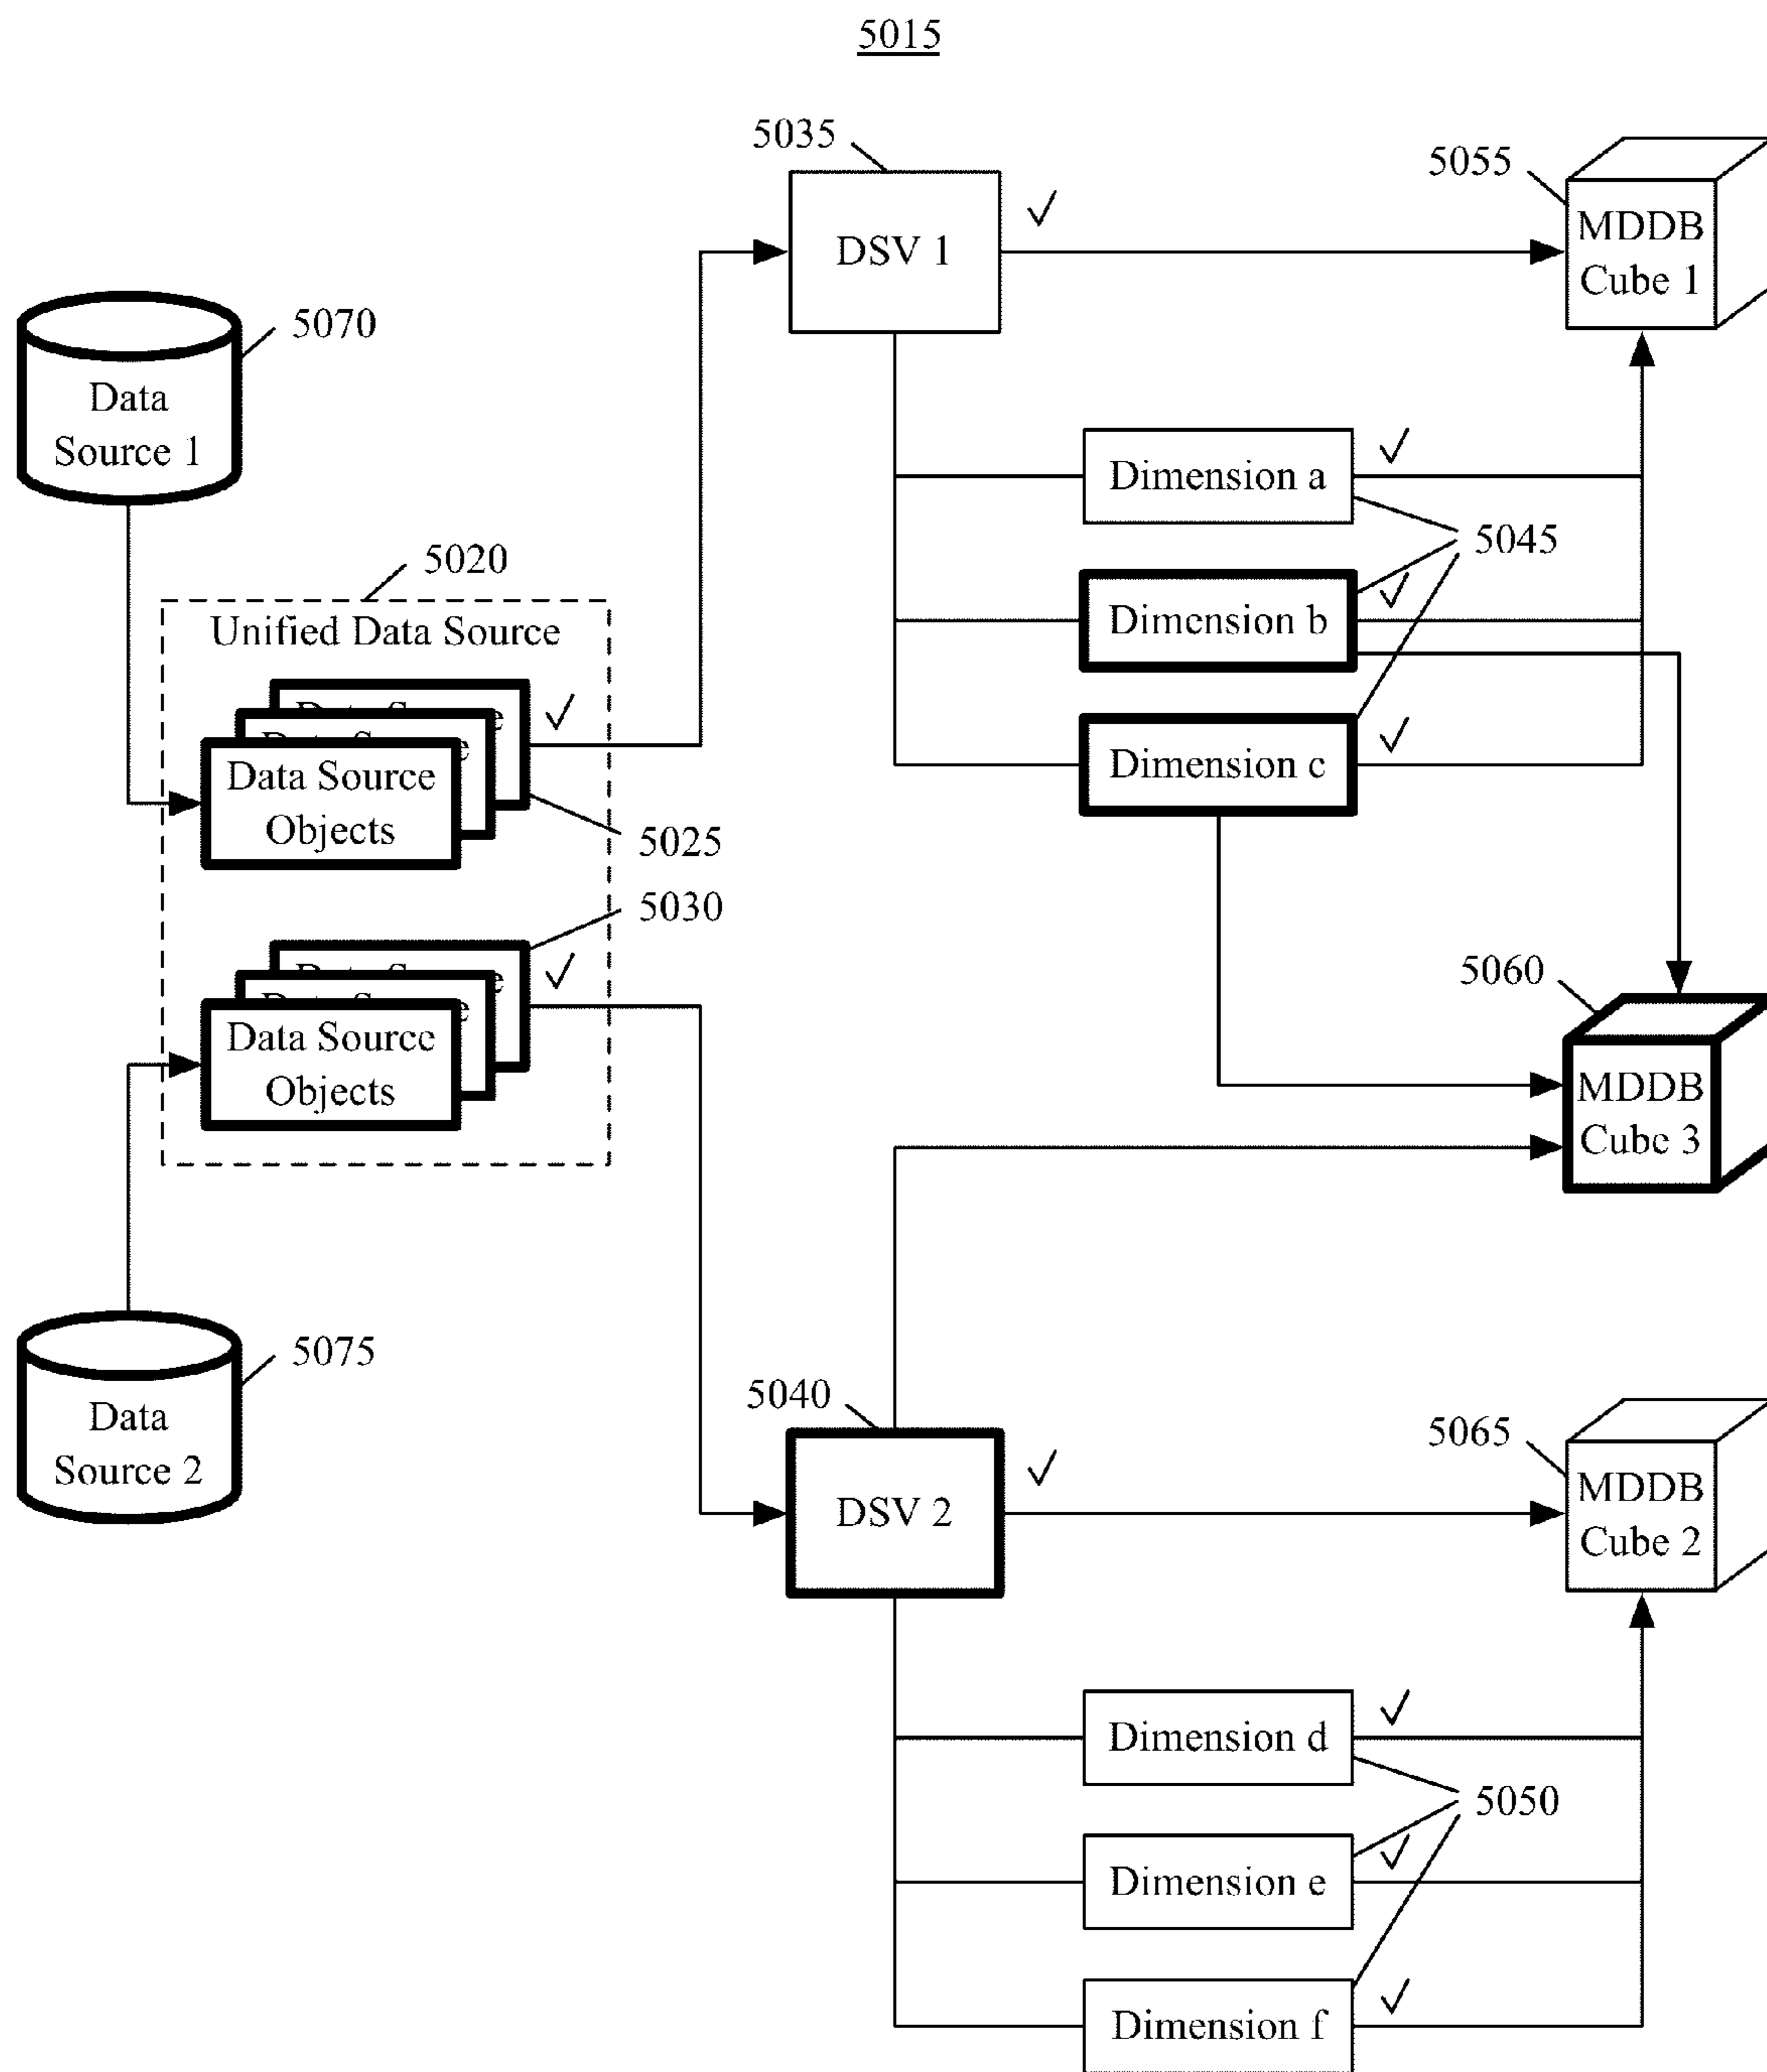 5015
5035
DSV 1
5055
MDDB
Cube 1
5070
Data
Source 1
Dimension a
5045
Dimension b
Dimension c
5020
Unified Data Source
Data Source
Objects
5025
5030
Data Source
Objects
5060
MDDB
Cube 3
5075
Data
Source 2
5040
DSV 2
5065
MDDB
Cube 2
Dimension d
5050
Dimension e
Dimension f